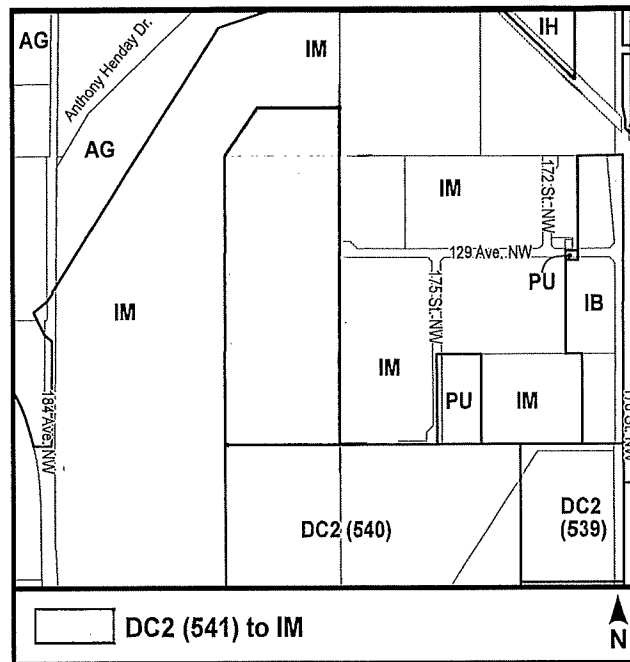 AG
Anthony Henday Dr.
IM
IH
AG
IM
172 St. NW
129 Ave. NW
PU
175 St. NW
IB
IM
IM
PU
IM
184 Ave. NW
DC2 (540)
DC2
(539)
DC2 (541) to IM
N